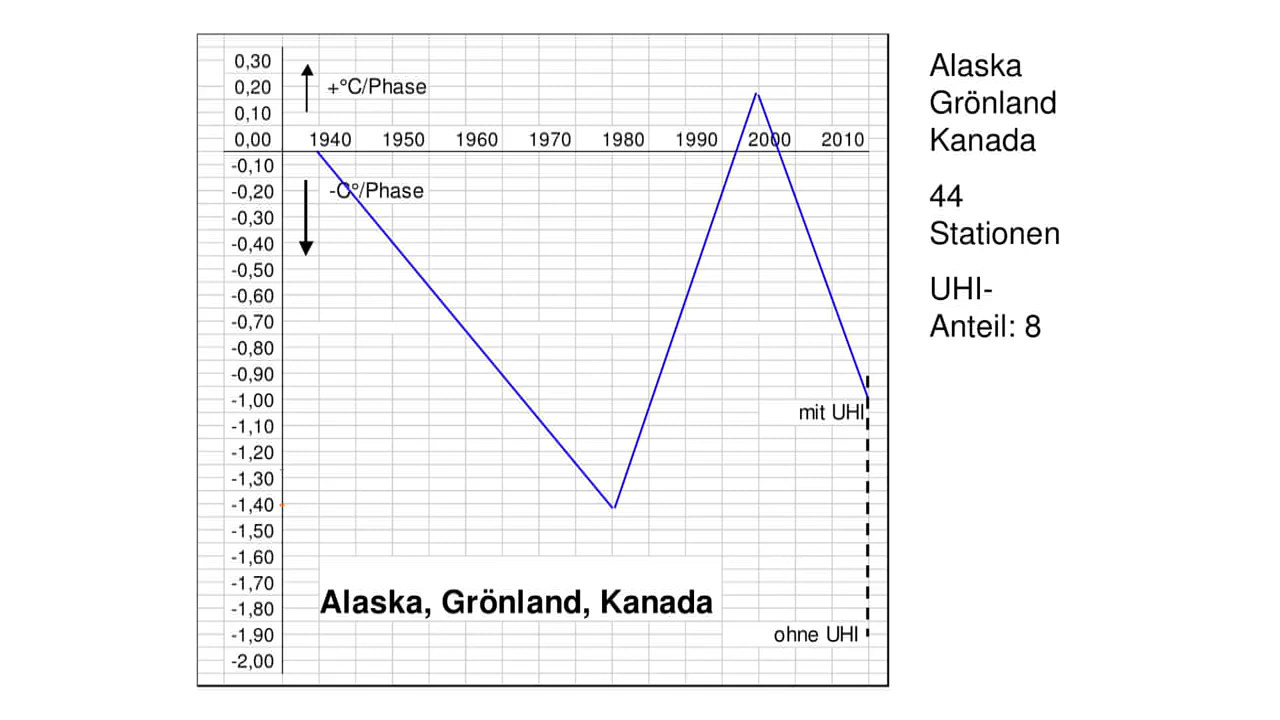 0,30
+°C/Phase
0,20
0,10
0,00 1940 1950 1960 1970 1980 1990 2000 2010
-0,10
-0,20 -C°/Phase
-0,30
-0,40
-0,50
-0,60
-0,70
-0,80
-0,90
-1,00
mit UHI
-1,10
-1,20
-1,30
-1,40
-1,50
-1,60
-1,70
Alaska, Grönland, Kanada
-1,80
-1,90 ohne UHI
-2,00
Alaska
Grönland
Kanada
44
Stationen
UHI-
Anteil: 8